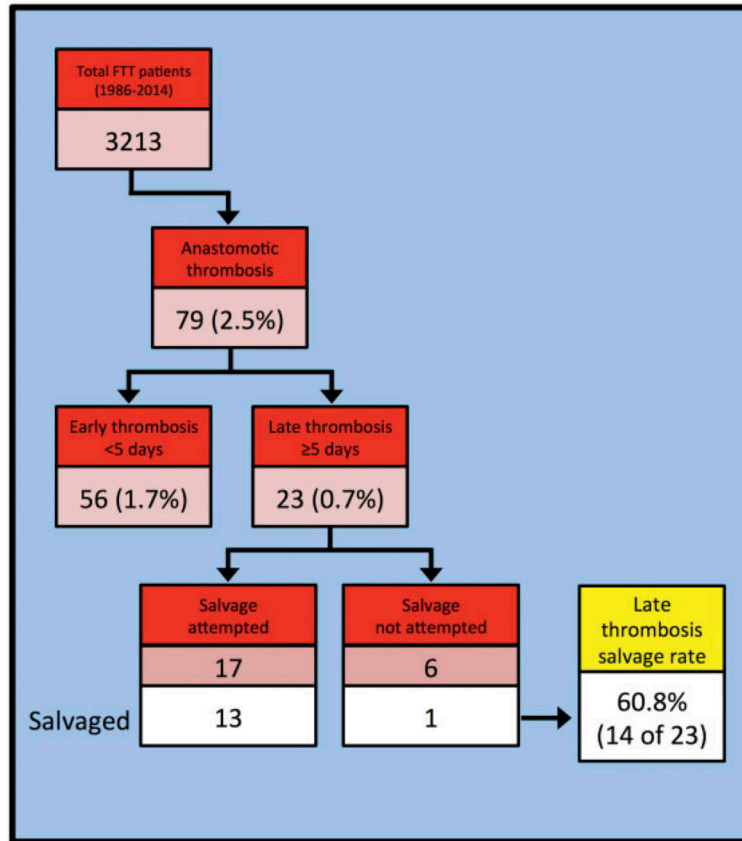 Total FTT patients
(1986-2014)
3213
Anastomotic
thrombosis
79 (2.5%)
Early thrombosis
<5 days
56 (1.7%)
Late thrombosis
≥5 days
23 (0.7%)
Salvage
attempted
17
13
Salvage
not attempted
6
1
Salvaged
Late
thrombosis
salvage rate
60.8%
(14 of 23)